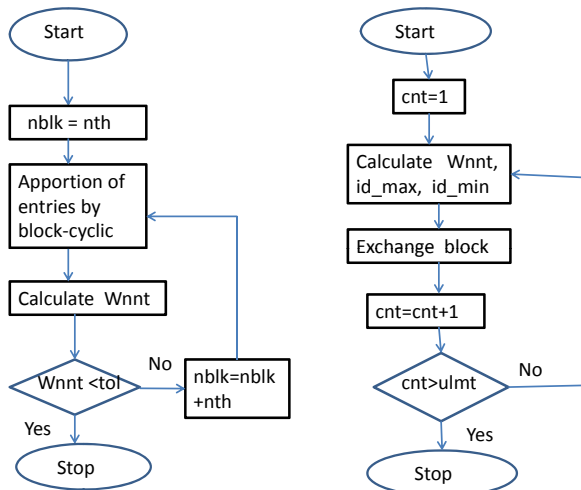 Start
nblk = nth
Apportion of
entries by
block-cyclic
Calculate Wnnt
Wnnt <tol
No
nblk=nblk
+nth
Yes
Stop
Start
cnt=1
Calculate Wnnt,
id_max, id_min
Exchange block
cnt=cnt+1
cnt>ulmt
No
Yes
Stop